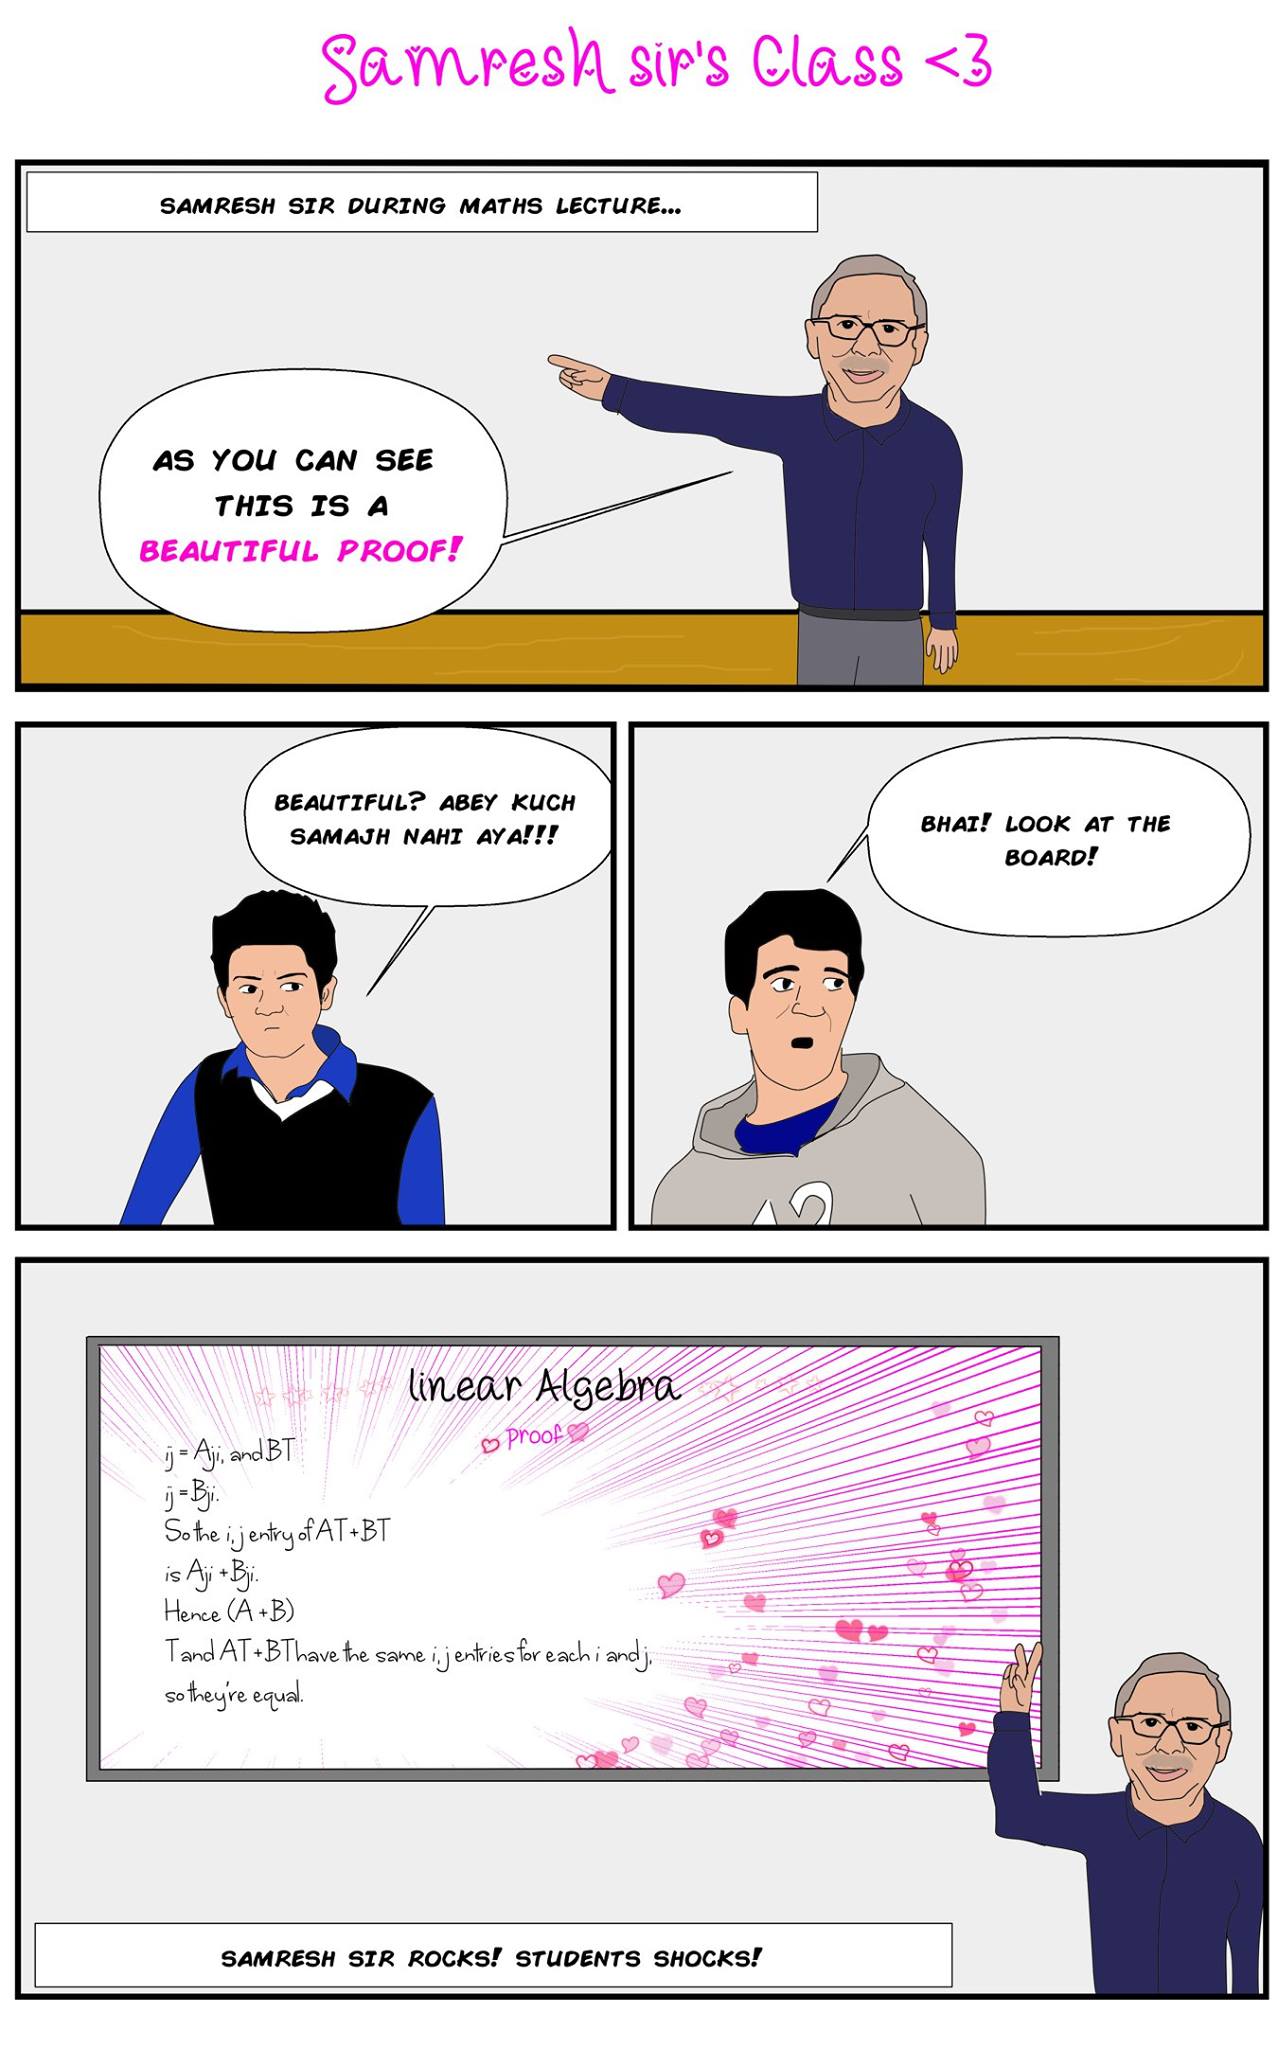 Samresh sir's Class <3
SAMRESH SIR DURING MATHS LECTURE...
AS YOU CAN SEE
THIS IS A
BEAUTIFUL PROOF!
BEAUTIFUL? ABEY KUCH
SAMAJH NAHI AYA!!!
BHAI! LOOK AT THE
BOARD!
A2
linear Algebra
proof
ij = Aji, and BT
ij = Bji.
So the i, j entry of AT + BT
is Aji + Bji.
Hence (A + B)
T and AT + BT have the same i, j entries for each i and j,
so they're equal.
SAMRESH SIR ROCKS! STUDENTS SHOCKS!